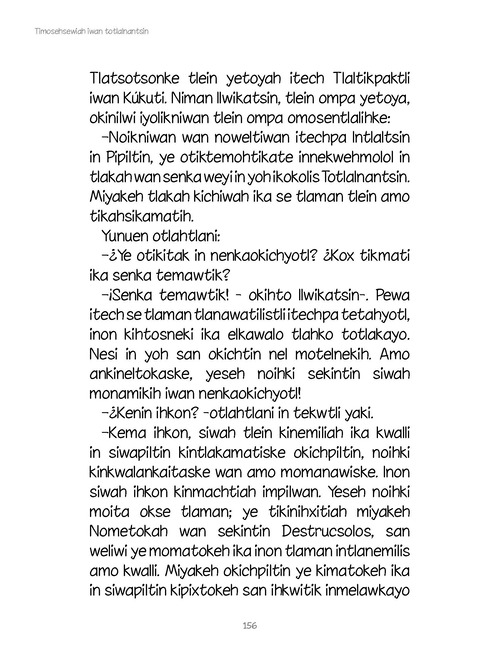 Timosehsewiah iwan totlalnantsin
Tlatsotsonke tlein yetoyah itech Tlaltikpaktli
iwan Kúkuti. Niman Ilwikatsin, tlein ompa yetoya,
okinilwi iyolikniwan tlein ompa omosentlalihke:
–Noikniwan wan noweltiwan itechpa Intlaltsin
in Pipiltin, ye otiktemohtikate innekwehmolol in
tlakah wan senka weyi in yoh ikokolis Totlalnantsin.
Miyakeh tlakah kichiwah ika se tlaman tlein amo
tikahsikamatih.
Yunuen otlahtlani:
–¿Ye otikitak in nenkaokichyotl? ¿Kox tikmati
ika senka temawtik?
–¡Senka temawtik! - okihto Ilwikatsin-. Pewa
itech se tlaman tlanawatilistli itechpa tetahyotl,
inon kihtosneki ika elkawalo tlahko totlakayo.
Nesi in yoh san okichtin nel motelnekih. Amo
ankineltokaske, yeseh noihki sekintin siwah
monamikih iwan nenkaokichyotl!
–¿Kenin ihkon? -otlahtlani in tekwtli yaki.
–Kema ihkon, siwah tlein kinemiliah ika kwalli
in siwapiltin kintlakamatiske okichpiltin, noihki
kinkwalankaitaske wan amo momanawiske. Inon
siwah ihkon kinmachtiah impilwan. Yeseh noihki
moita okse tlaman; ye tikinihxitiah miyakeh
Nometokah wan sekintin Destrucsolos, san
weliwi ye momatokeh ika inon tlaman intlanemilis
amo kwalli. Miyakeh okichpiltin ye kimatokeh ika
in siwapiltin kipixtokeh san ihkwitik inmelawkayo
156